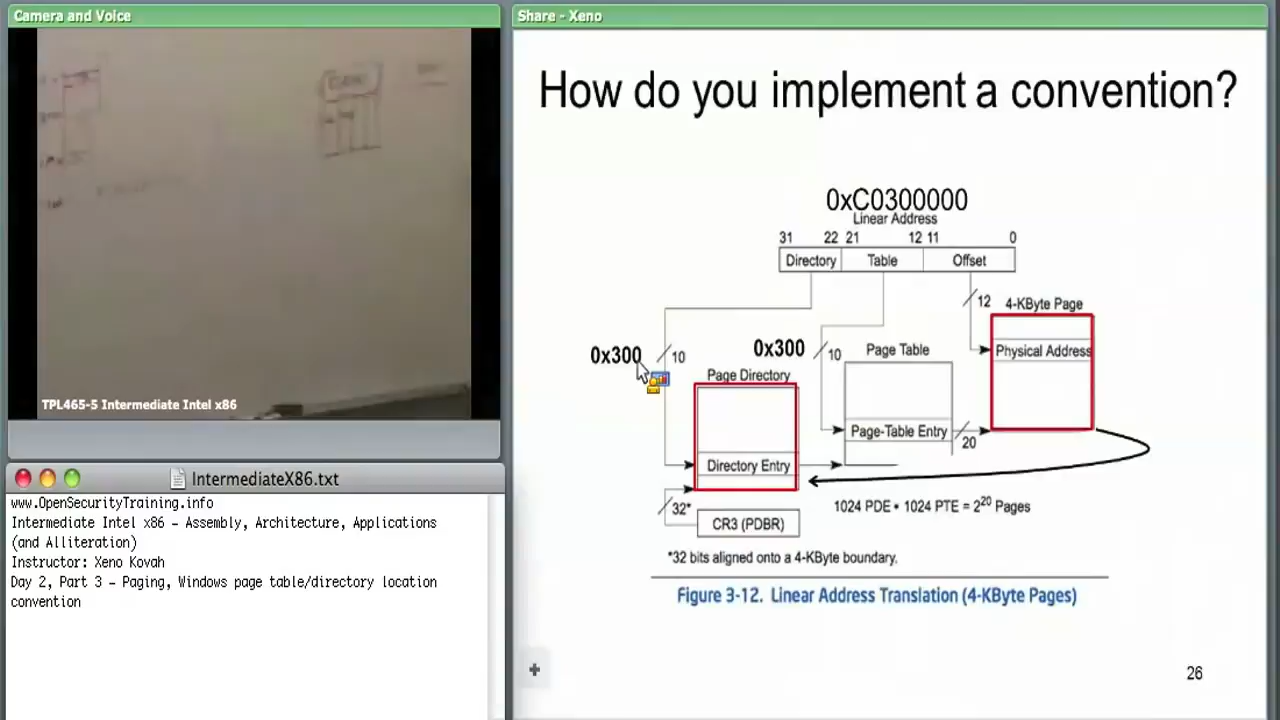 Camera and Voice
TPL465-5 Intermediate Intel x86
IntermediateX86.txt
www.OpenSecurityTraining.info
Intermediate Intel x86 – Assembly, Architecture, Applications
(and Alliteration)
Instructor: Xeno Kovah
Day 2, Part 3 – Paging, Windows page table/directory location
convention
Share - Xeno
How do you implement a convention?
0xC0300000
Linear Address
31 22 21 12 11 0
Directory Table Offset
12 4-KByte Page
0x300 10 0x300 10 Page Table Physical Address
Page Directory
Page-Table Entry 20
Directory Entry
32*
CR3 (PDBR)
1024 PDE * 1024 PTE = 2^20 Pages
*32 bits aligned onto a 4-KByte boundary.
Figure 3-12. Linear Address Translation (4-KByte Pages)
+
26